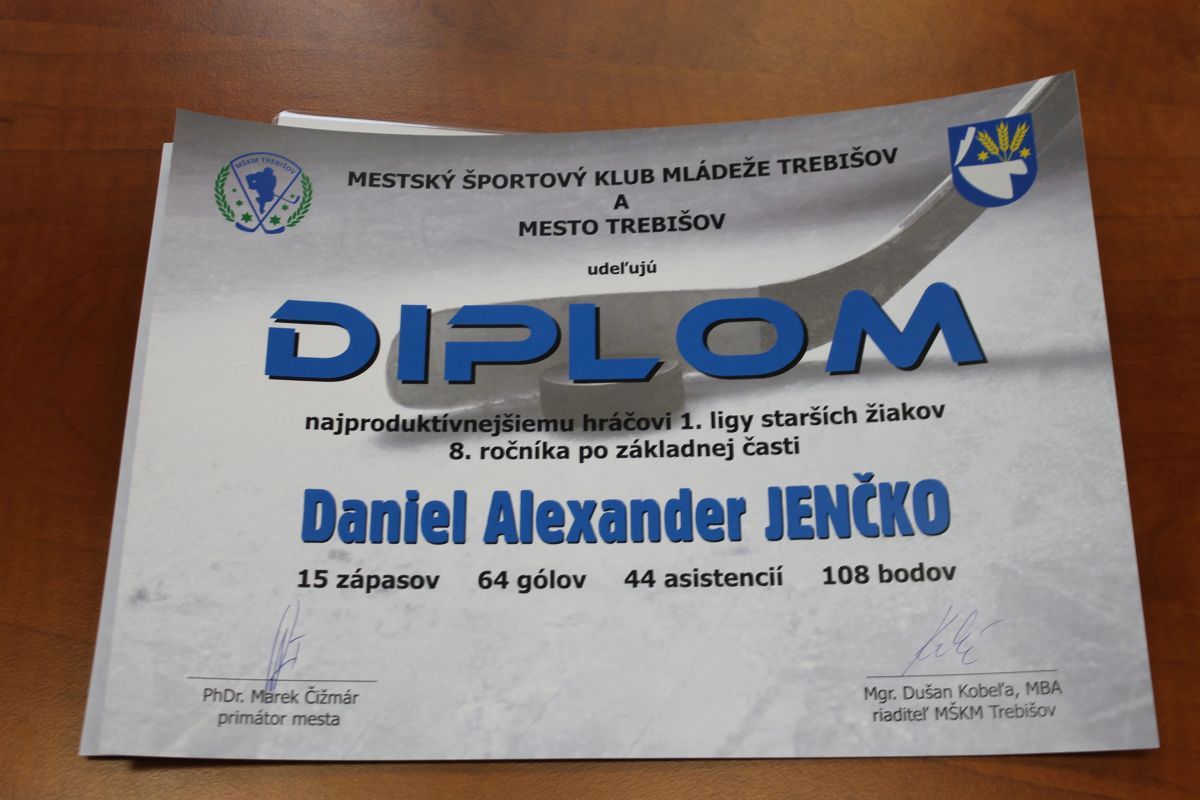 MŠKM TREBIŠOV
MESTSKÝ ŠPORTOVÝ KLUB MLÁDEŽE TREBIŠOV
A
MESTO TREBIŠOV
udeľujú
DIPLOM
najproduktívnejšiemu hráčovi 1. ligy starších žiakov
8. ročníka po základnej časti
Daniel Alexander JENČKO
15 zápasov 64 gólov 44 asistencií 108 bodov
PhDr. Marek Čižmár
primátor mesta
Mgr. Dušan Kobeľa, MBA
riaditeľ MŠKM Trebišov